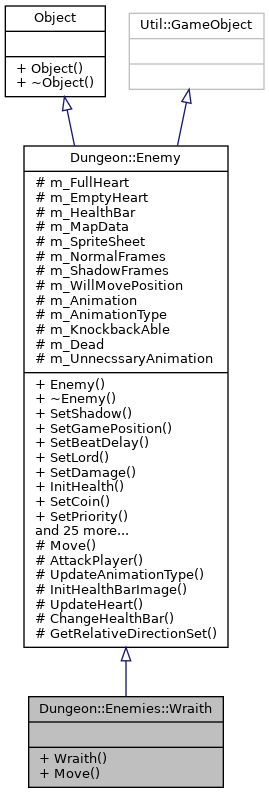 Object
+ Object()
+ ~Object()
Util::GameObject
Dungeon::Enemy
# m_FullHeart
# m_EmptyHeart
# m_HealthBar
# m_MapData
# m_SpriteSheet
# m_NormalFrames
# m_ShadowFrames
# m_WillMovePosition
# m_Animation
# m_AnimationType
# m_KnockbackAble
# m_Dead
# m_UnnecssaryAnimation
+ Enemy()
+ ~Enemy()
+ SetShadow()
+ SetGamePosition()
+ SetBeatDelay()
+ SetLord()
+ SetDamage()
+ InitHealth()
+ SetCoin()
+ SetPriority()
and 25 more...
# Move()
# AttackPlayer()
# UpdateAnimationType()
# InitHealthBarImage()
# UpdateHeart()
# ChangeHealthBar()
# GetRelativeDirectionSet()
Dungeon::Enemies::Wraith
+ Wraith()
+ Move()